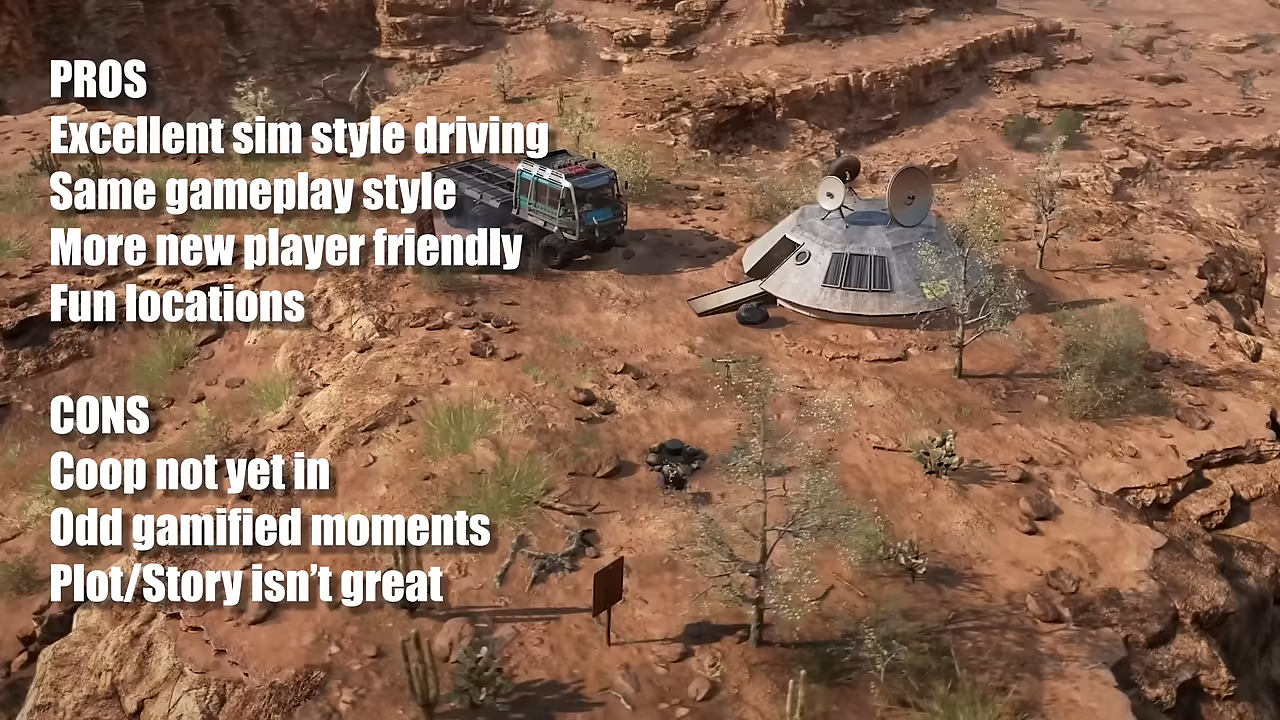 PROS
Excellent sim style driving
Same gameplay style
More new player friendly
Fun locations
CONS
Coop not yet in
Odd gamified moments
Plot/Story isn’t great